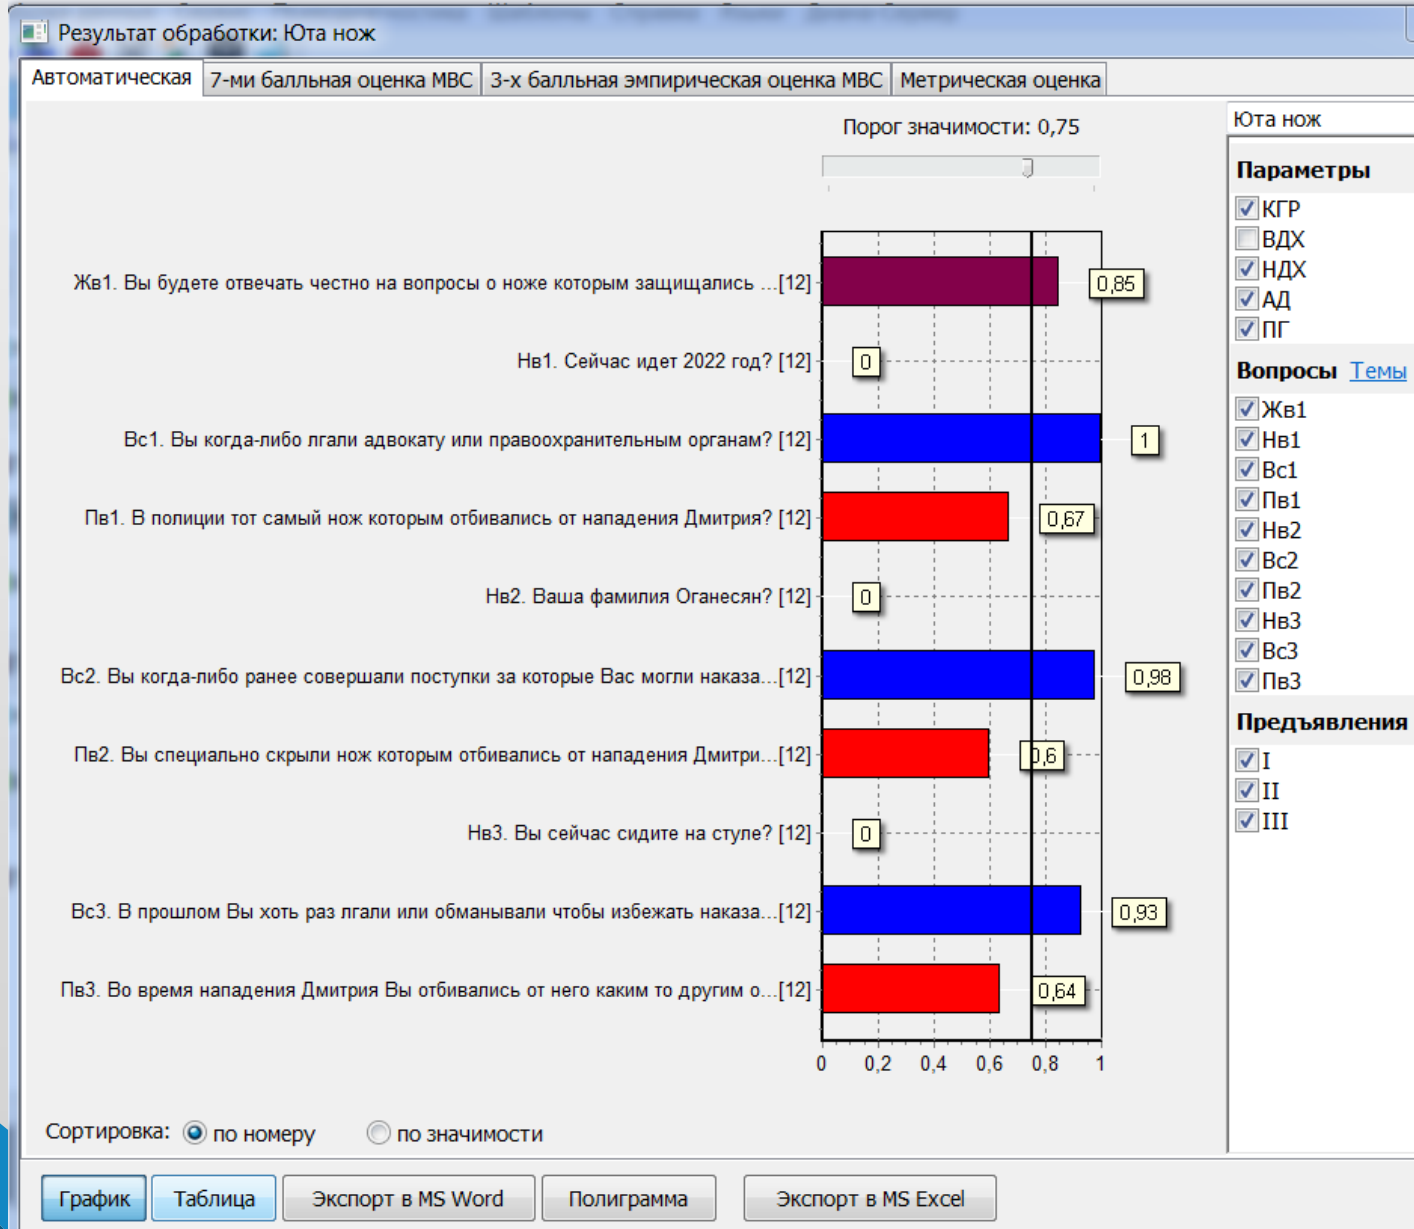 Результат обработки: Юта нож
Автоматическая
7-ми балльная оценка МВС
3-х балльная эмпирическая оценка МВС
Метрическая оценка
Порог значимости: 0,75
Жв1. Вы будете отвечать честно на вопросы о ноже которым защищались ...[12]
0,85
Нв1. Сейчас идет 2022 год? [12]
0
Вс1. Вы когда-либо лгали адвокату или правоохранительным органам? [12]
1
Пв1. В полиции тот самый нож которым отбивались от нападения Дмитрия? [12]
0,67
Нв2. Ваша фамилия Оганесян? [12]
0
Вс2. Вы когда-либо ранее совершали поступки за которые Вас могли наказа...[12]
0,98
Пв2. Вы специально скрыли нож которым отбивались от нападения Дмитри...[12]
0,6
Нв3. Вы сейчас сидите на стуле? [12]
0
Вс3. В прошлом Вы хоть раз лгали или обманывали чтобы избежать наказа...[12]
0,93
Пв3. Во время нападения Дмитрия Вы отбивались от него каким то другим о...[12]
0,64
0 0,2 0,4 0,6 0,8 1
Сортировка: по номеру по значимости
График
Таблица
Экспорт в MS Word
Полиграмма
Экспорт в MS Excel
Юта нож
Параметры
КГР
ВДХ
НДХ
АД
ПГ
Вопросы Темы
Жв1
Нв1
Вс1
Пв1
Нв2
Вс2
Пв2
Нв3
Вс3
Пв3
Предъявления
I
II
III